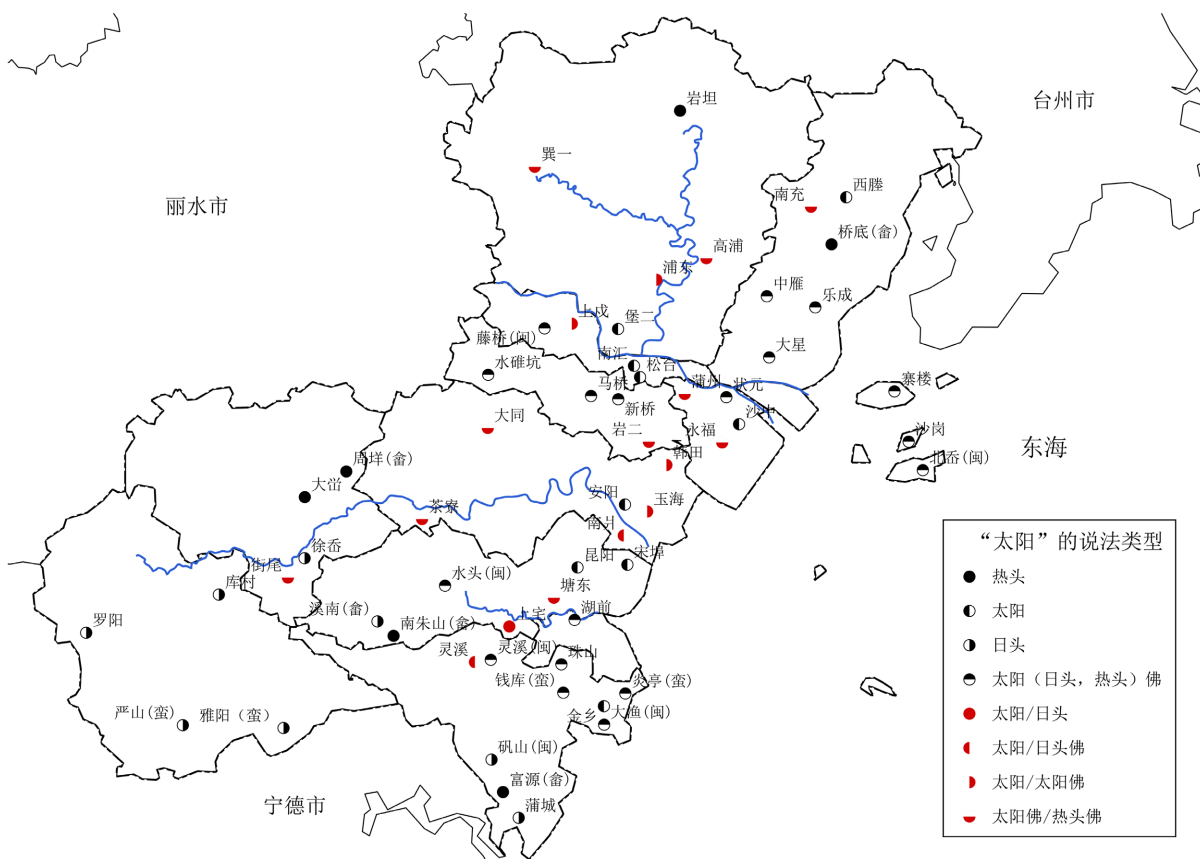 岩坦
台州市
巽一
西塍
南充
丽水市
桥底(畲)
高浦
浦东
中雁
乐成
上戍
堡二
藤桥(闽)
大星
南汇
松台
水碓坑
马桥
蒲州
状元
寨楼
新桥
沙中
大同
岩二
永福
沙岗
东海
韩田
北岙(闽)
周垟(畲)
大峃
安阳
玉海
茶寮
南片
徐岙
昆阳
宋埠
街尾
水头(闽)
塘东
库村
溪南(畲)
上宅
湖前
罗阳
南朱山(畲)
灵溪
灵溪(闽)
珠山
钱库(蛮)
炎亭(蛮)
严山(蛮)
雅阳（蛮）
金乡
大渔(闽)
矾山(闽)
富源(畲)
宁德市
蒲城
“太阳”的说法类型
热头
太阳
日头
太阳（日头，热头）佛
太阳/日头
太阳/日头佛
太阳/太阳佛
太阳佛/热头佛